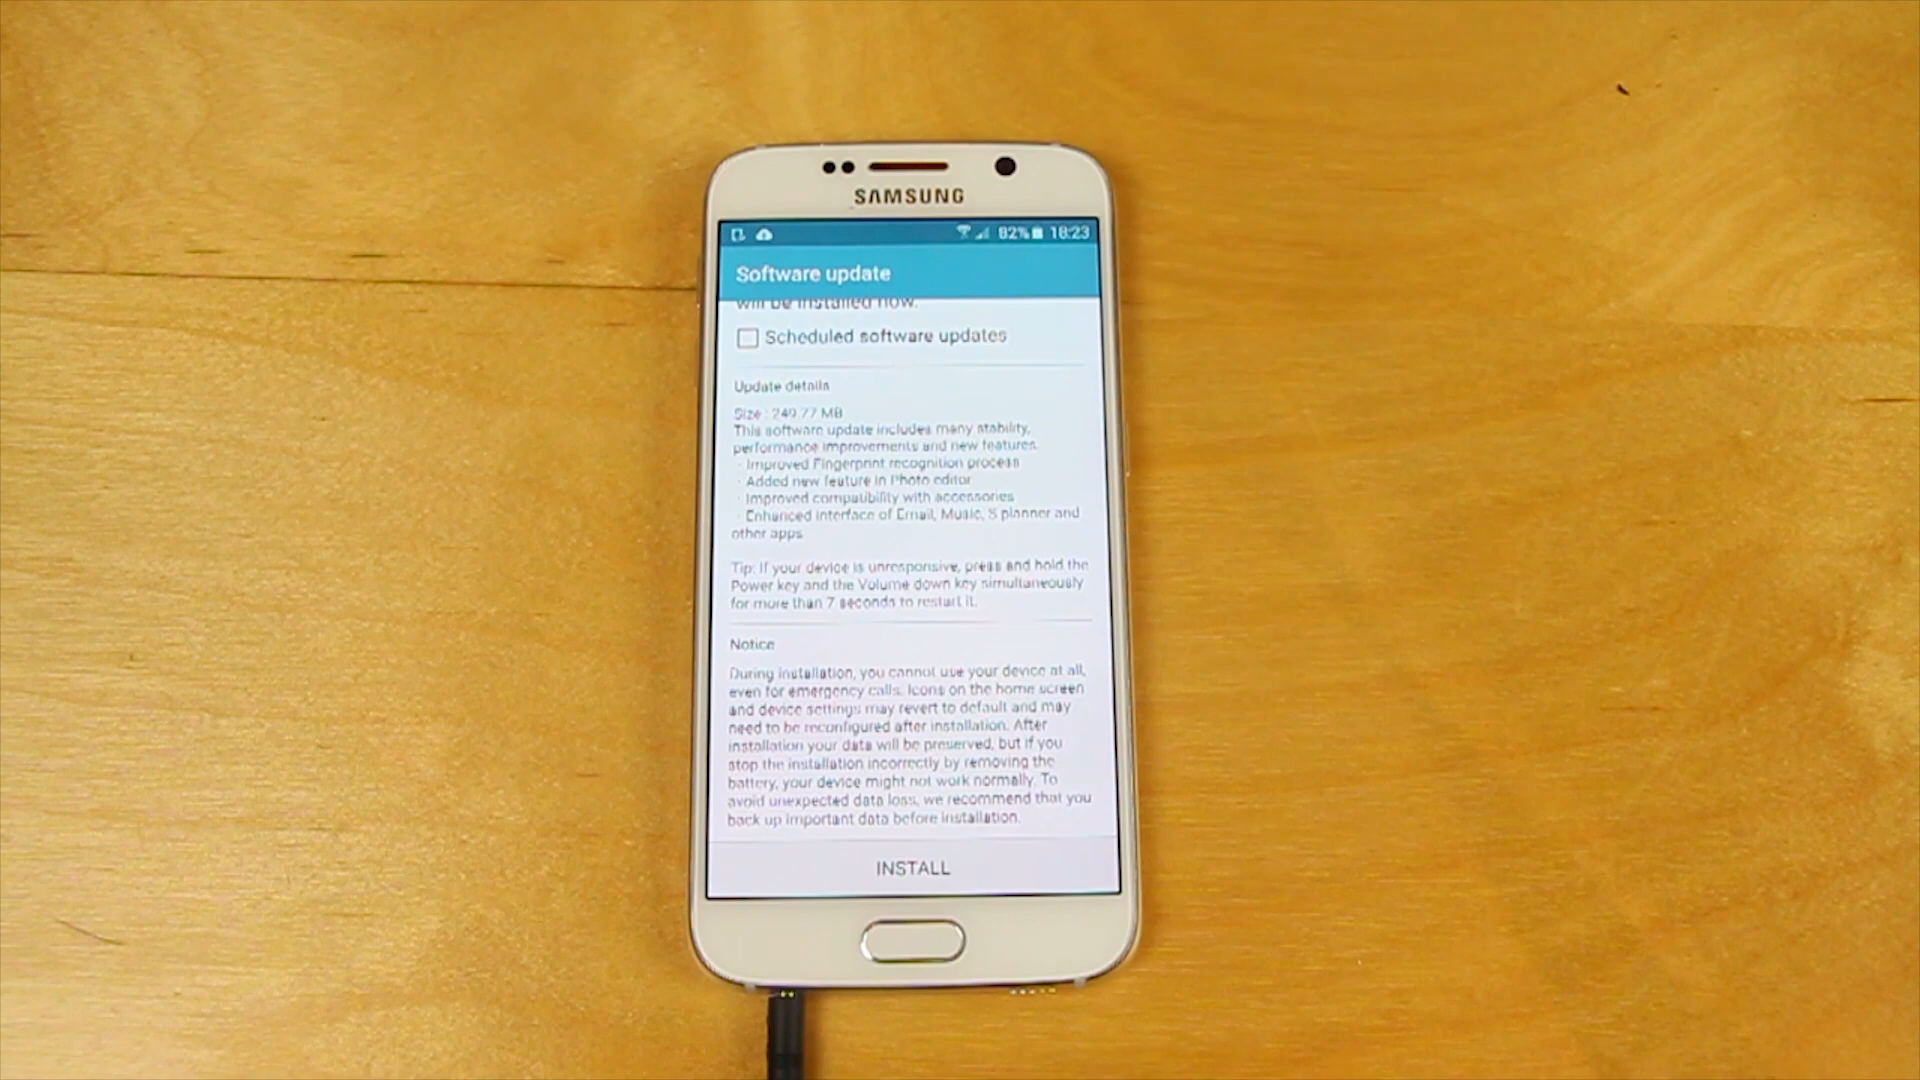 SAMSUNG
82% 18:23
Software update
will be installed now.
Scheduled software updates
Update details
Size : 249.77 MB
This software update includes many stability,
performance improvements and new features.
· Improved Fingerprint recognition process
· Added new feature in Photo editor
· Improved compatibility with accessories
· Enhanced interface of Email, Music, S planner and
other apps
Tip: If your device is unresponsive, press and hold the
Power key and the Volume down key simultaneously
for more than 7 seconds to restart it.
Notice
During installation, you cannot use your device at all,
even for emergency calls. Icons on the home screen
and device settings may revert to default and may
need to be reconfigured after installation. After
installation your data will be preserved, but if you
stop the installation incorrectly by removing the
battery, your device might not work normally. To
avoid unexpected data loss, we recommend that you
back up important data before installation.
INSTALL